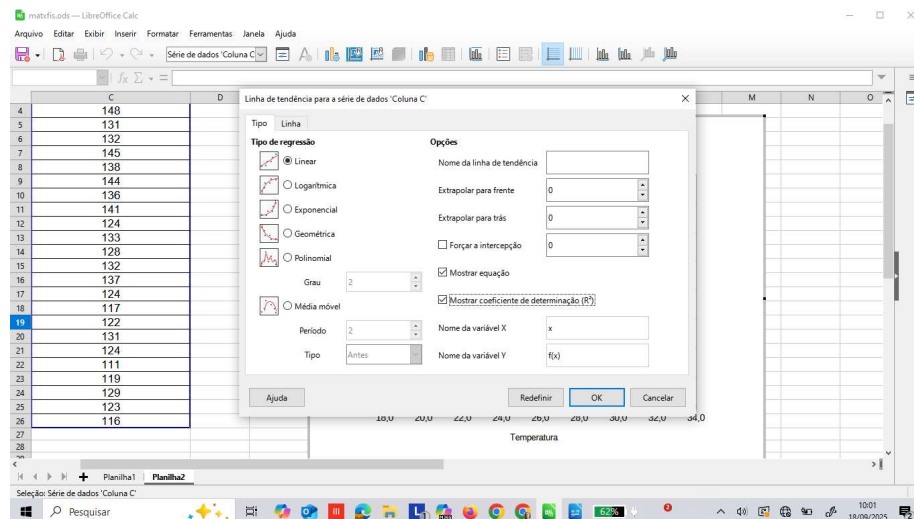 matxfis.ods — LibreOffice Calc
Arquivo Editar Exibir Inserir Formatar Ferramentas Janela Ajuda
Série de dados 'Coluna C'
C D M N O
4 148
5 131
6 132
7 145
8 138
9 144
10 136
11 141
12 124
13 133
14 128
15 132
16 137
17 124
18 117
19 122
20 131
21 124
22 111
23 119
24 129
25 123
26 116
27
28
Linha de tendência para a série de dados 'Coluna C'
Tipo Linha
Tipo de regressão
Linear
Logarítmica
Exponencial
Geométrica
Polinomial
Grau 2
Média móvel
Período 2
Tipo Antes
Opções
Nome da linha de tendência
Extrapolar para frente 0
Extrapolar para trás 0
Forçar a intercepção 0
Mostrar equação
Mostrar coeficiente de determinação (R²)
Nome da variável X x
Nome da variável Y f(x)
Ajuda Redefinir OK Cancelar
18,0 20,0 22,0 24,0 26,0 28,0 30,0 32,0 34,0
Temperatura
Planilha1 Planilha2
Seleção: Série de dados 'Coluna C'
Pesquisar
62%
10:01
18/09/2025